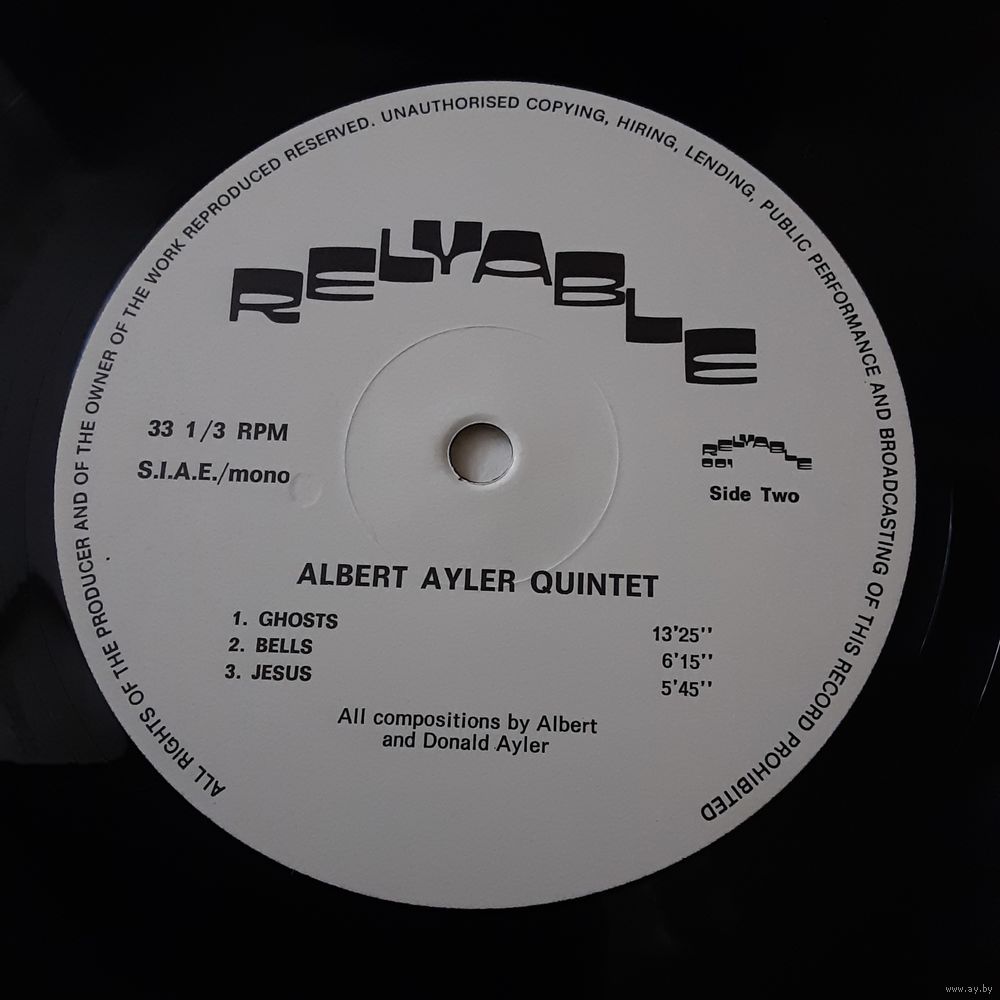 ALL RIGHTS OF THE PRODUCER AND OF THE OWNER OF THE WORK REPRODUCED RESERVED. UNAUTHORISED COPYING, HIRING, LENDING, PUBLIC PERFORMANCE AND BROADCASTING OF THIS RECORD PROHIBITED
RELYABLE
33 1/3 RPM
S.I.A.E./mono
RELYABLE
001
Side Two
ALBERT AYLER QUINTET
1. GHOSTS 13'25''
2. BELLS 6'15''
3. JESUS 5'45''
All compositions by Albert
and Donald Ayler
www.ay.by